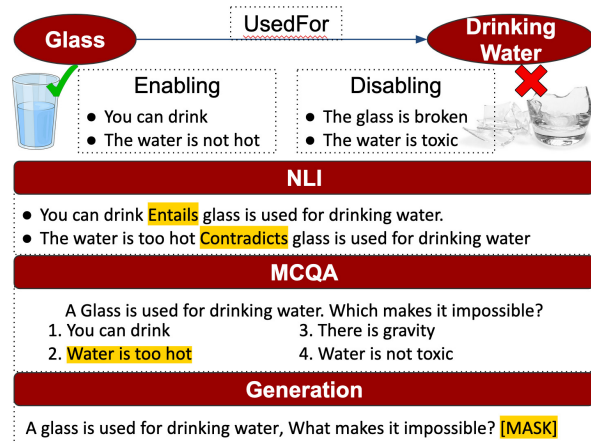 Glass
UsedFor
Drinking
Water
Enabling
• You can drink
• The water is not hot
Disabling
• The glass is broken
• The water is toxic
NLI
• You can drink Entails glass is used for drinking water.
• The water is too hot Contradicts glass is used for drinking water
MCQA
A Glass is used for drinking water. Which makes it impossible?
1. You can drink
2. Water is too hot
3. There is gravity
4. Water is not toxic
Generation
A glass is used for drinking water, What makes it impossible? [MASK]